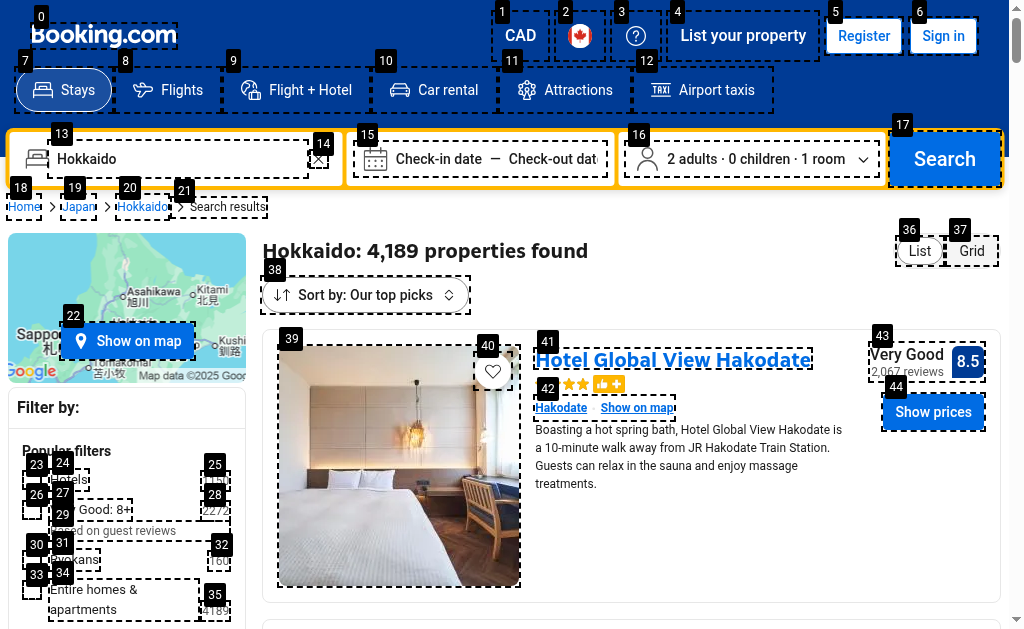 Booking.com
CAD
List your property
Register
Sign in
Stays
Flights
Flight + Hotel
Car rental
Attractions
Airport taxis
Hokkaido
Check-in date — Check-out dat
2 adults · 0 children · 1 room
Search
Home > Japan > Hokkaido > Search results
Hokkaido: 4,189 properties found
List
Grid
Sort by: Our top picks
Asahikawa
旭川
Kitami
北見
Sappo
札
Kushi
釧路
Tomakomai
苫小牧
Show on map
Google
Map data ©2025 Goog
Filter by:
Popular filters
Hotels
1150
Good: 8+
2272
Based on guest reviews
Ryokans
160
Entire homes &
apartments
4189
Hotel Global View Hakodate
Hakodate
Show on map
Boasting a hot spring bath, Hotel Global View Hakodate is
a 10-minute walk away from JR Hakodate Train Station.
Guests can relax in the sauna and enjoy massage
treatments.
Very Good
2,067 reviews
8.5
Show prices
0
1
2
3
4
5
6
7
8
9
10
11
12
13
14
15
16
17
18
19
20
21
22
23
24
25
26
27
28
29
30
31
32
33
34
35
36
37
38
39
40
41
42
43
44